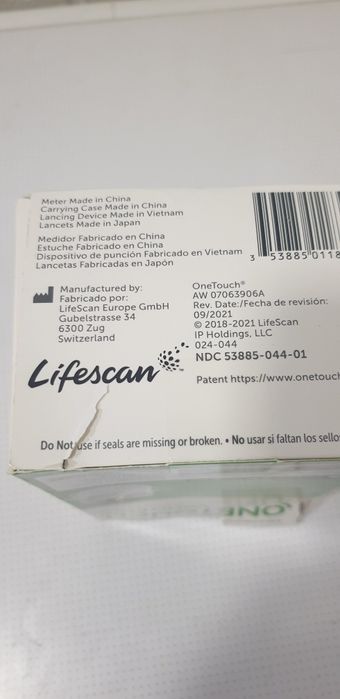 Meter Made in China
Carrying Case Made in China
Lancing Device Made in Vietnam
Lancets Made in Japan
Medidor Fabricado en China
Estuche Fabricado en China
Dispositivo de punción Fabricado en Vietnam
Lancetas Fabricadas en Japón
3 53885 0118
Manufactured by:
Fabricado por:
LifeScan Europe GmbH
Gubelstrasse 34
6300 Zug
Switzerland
OneTouch®
AW 07063906A
Rev. Date:/Fecha de revisión:
09/2021
© 2018-2021 LifeScan
IP Holdings, LLC
024-044
NDC 53885-044-01
Lifescan
Patent https://www.onetouch
Do Not use if seals are missing or broken. • No usar si faltan los sellos